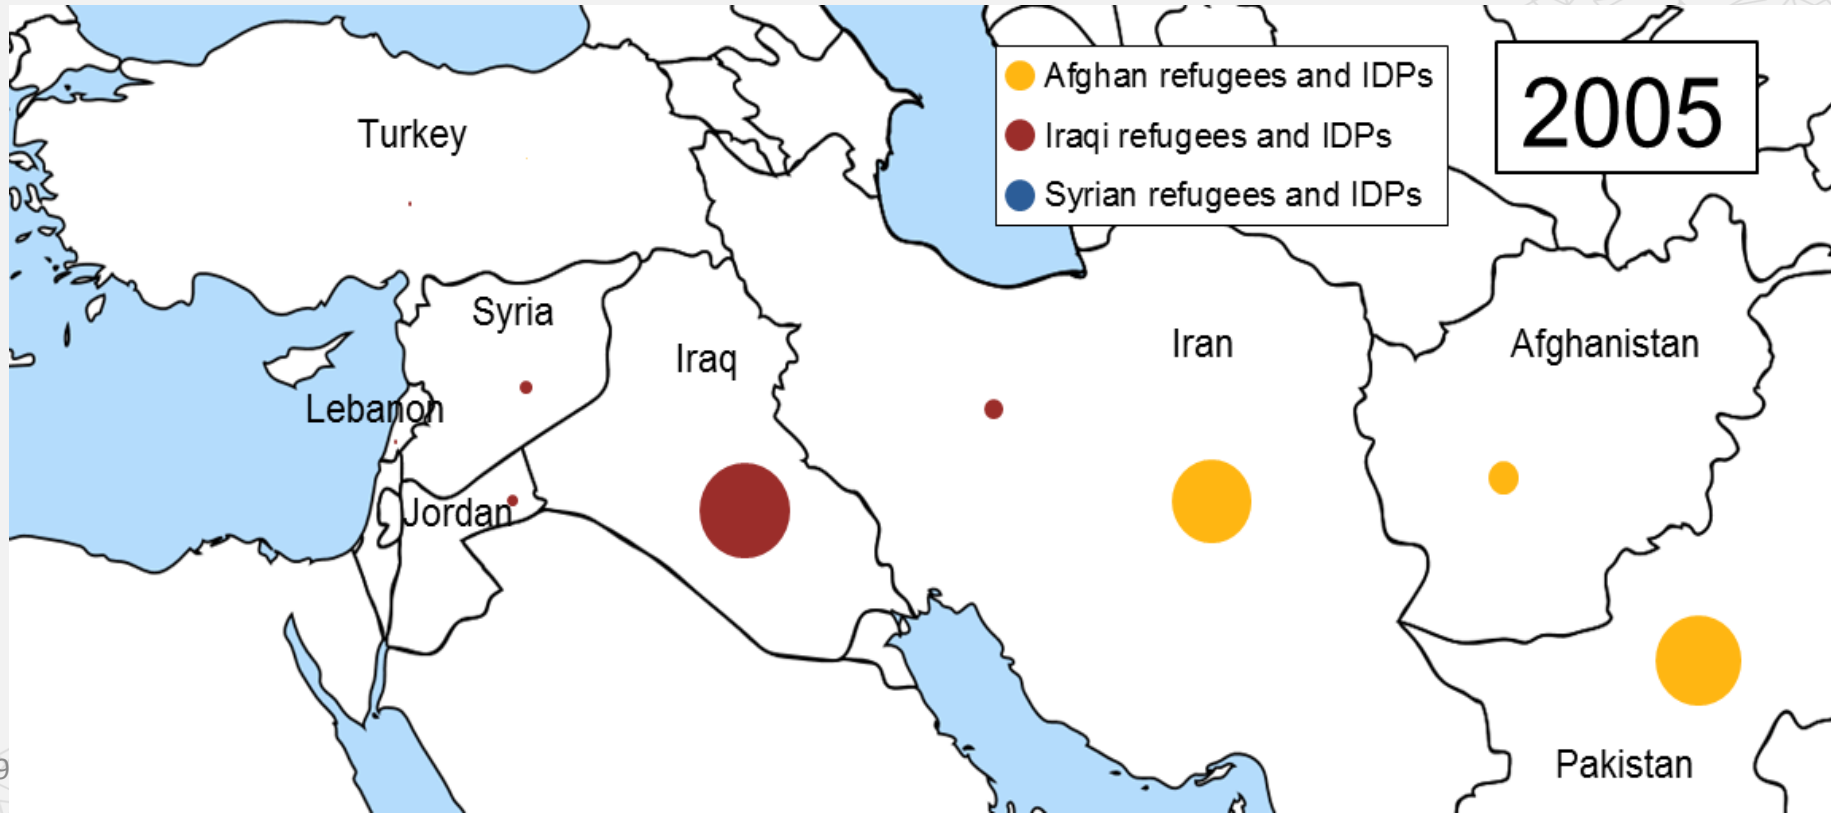 2005
Afghan refugees and IDPs
Iraqi refugees and IDPs
Syrian refugees and IDPs
Turkey
Syria
Iraq
Iran
Afghanistan
Lebanon
Jordan
Pakistan
9